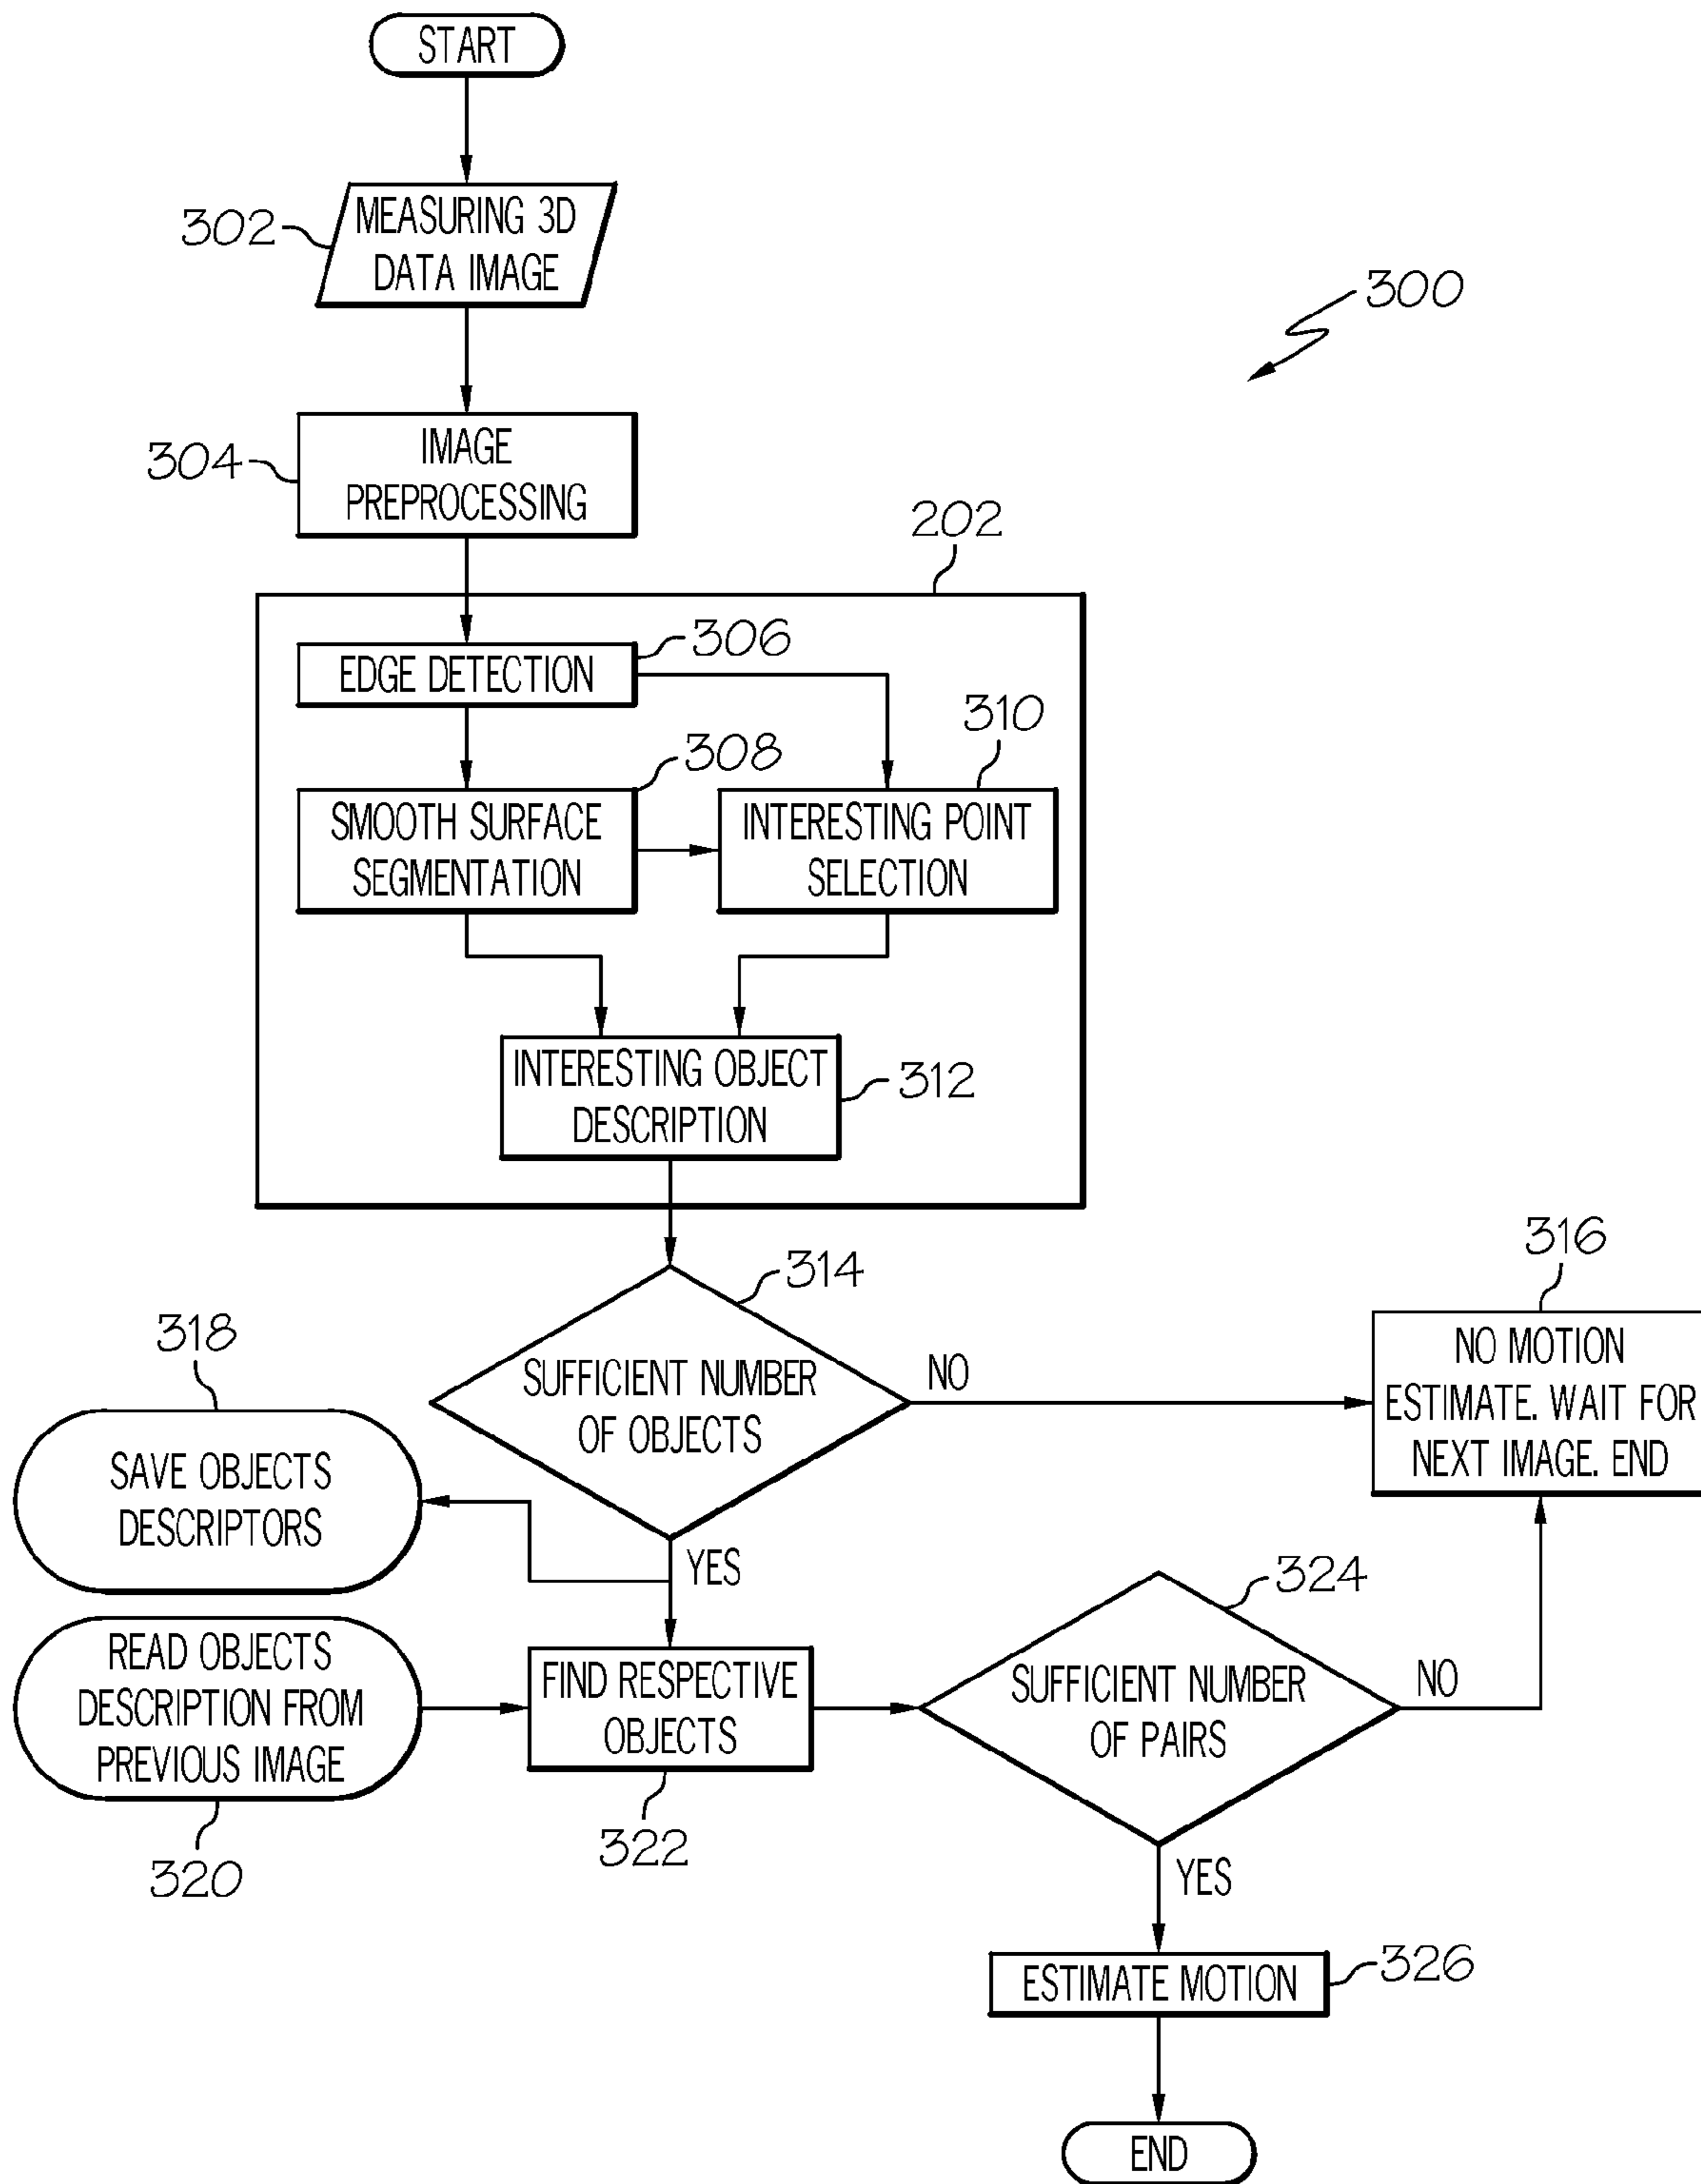 START
302
MEASURING 3D
DATA IMAGE
300
304
IMAGE
PREPROCESSING
202
306
EDGE DETECTION
310
308
SMOOTH SURFACE
SEGMENTATION
INTERESTING POINT
SELECTION
INTERESTING OBJECT
DESCRIPTION
312
314
316
318
SUFFICIENT NUMBER
OF OBJECTS
NO
NO MOTION
ESTIMATE. WAIT FOR
NEXT IMAGE. END
SAVE OBJECTS
DESCRIPTORS
YES
324
READ OBJECTS
DESCRIPTION FROM
PREVIOUS IMAGE
FIND RESPECTIVE
OBJECTS
SUFFICIENT NUMBER
OF PAIRS
NO
320
322
YES
ESTIMATE MOTION
326
END